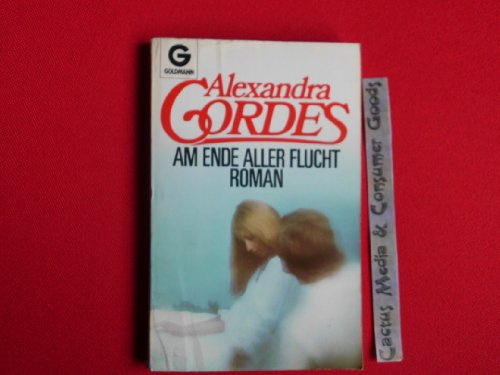 G
GOLDMANN
Alexandra
CORDES
AM ENDE ALLER FLUCHT
ROMAN
Cactus Media & Consumer Goods